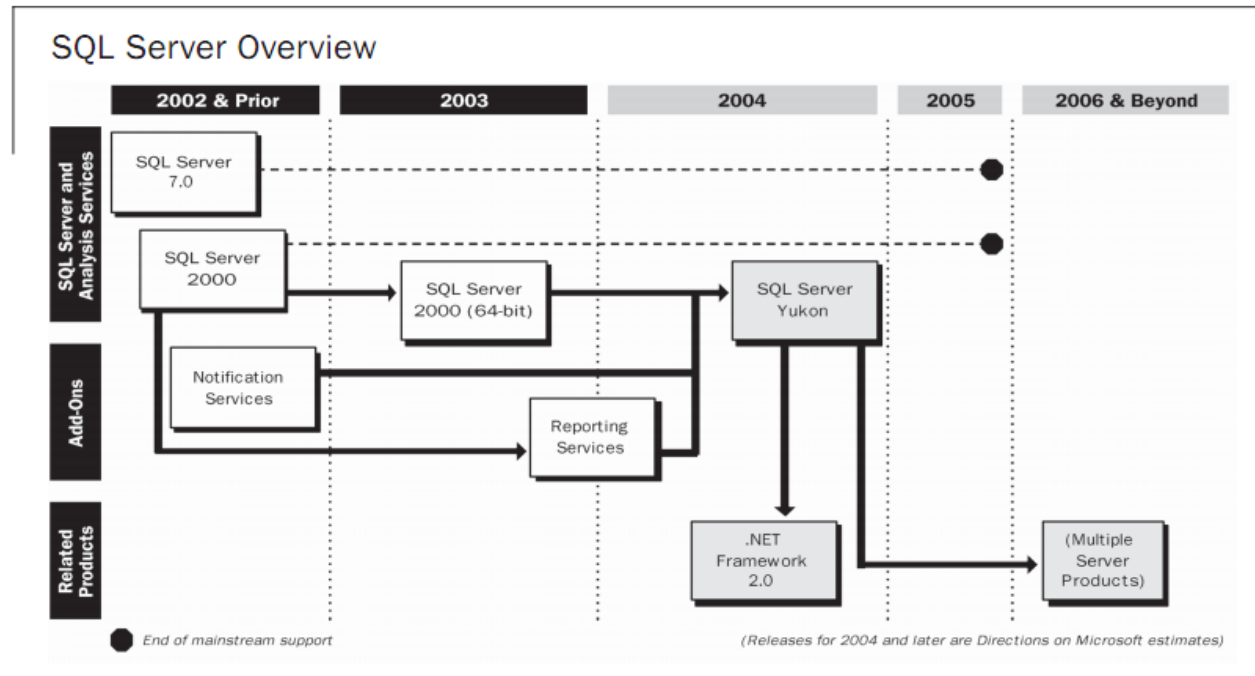 SQL Server Overview
2002 & Prior
2003
2004
2005
2006 & Beyond
SQL Server and
Analysis Services
SQL Server
7.0
SQL Server
2000
SQL Server
2000 (64-bit)
SQL Server
Yukon
Add-Ons
Notification
Services
Reporting
Services
Related
Products
.NET
Framework
2.0
(Multiple
Server
Products)
End of mainstream support
(Releases for 2004 and later are Directions on Microsoft estimates)